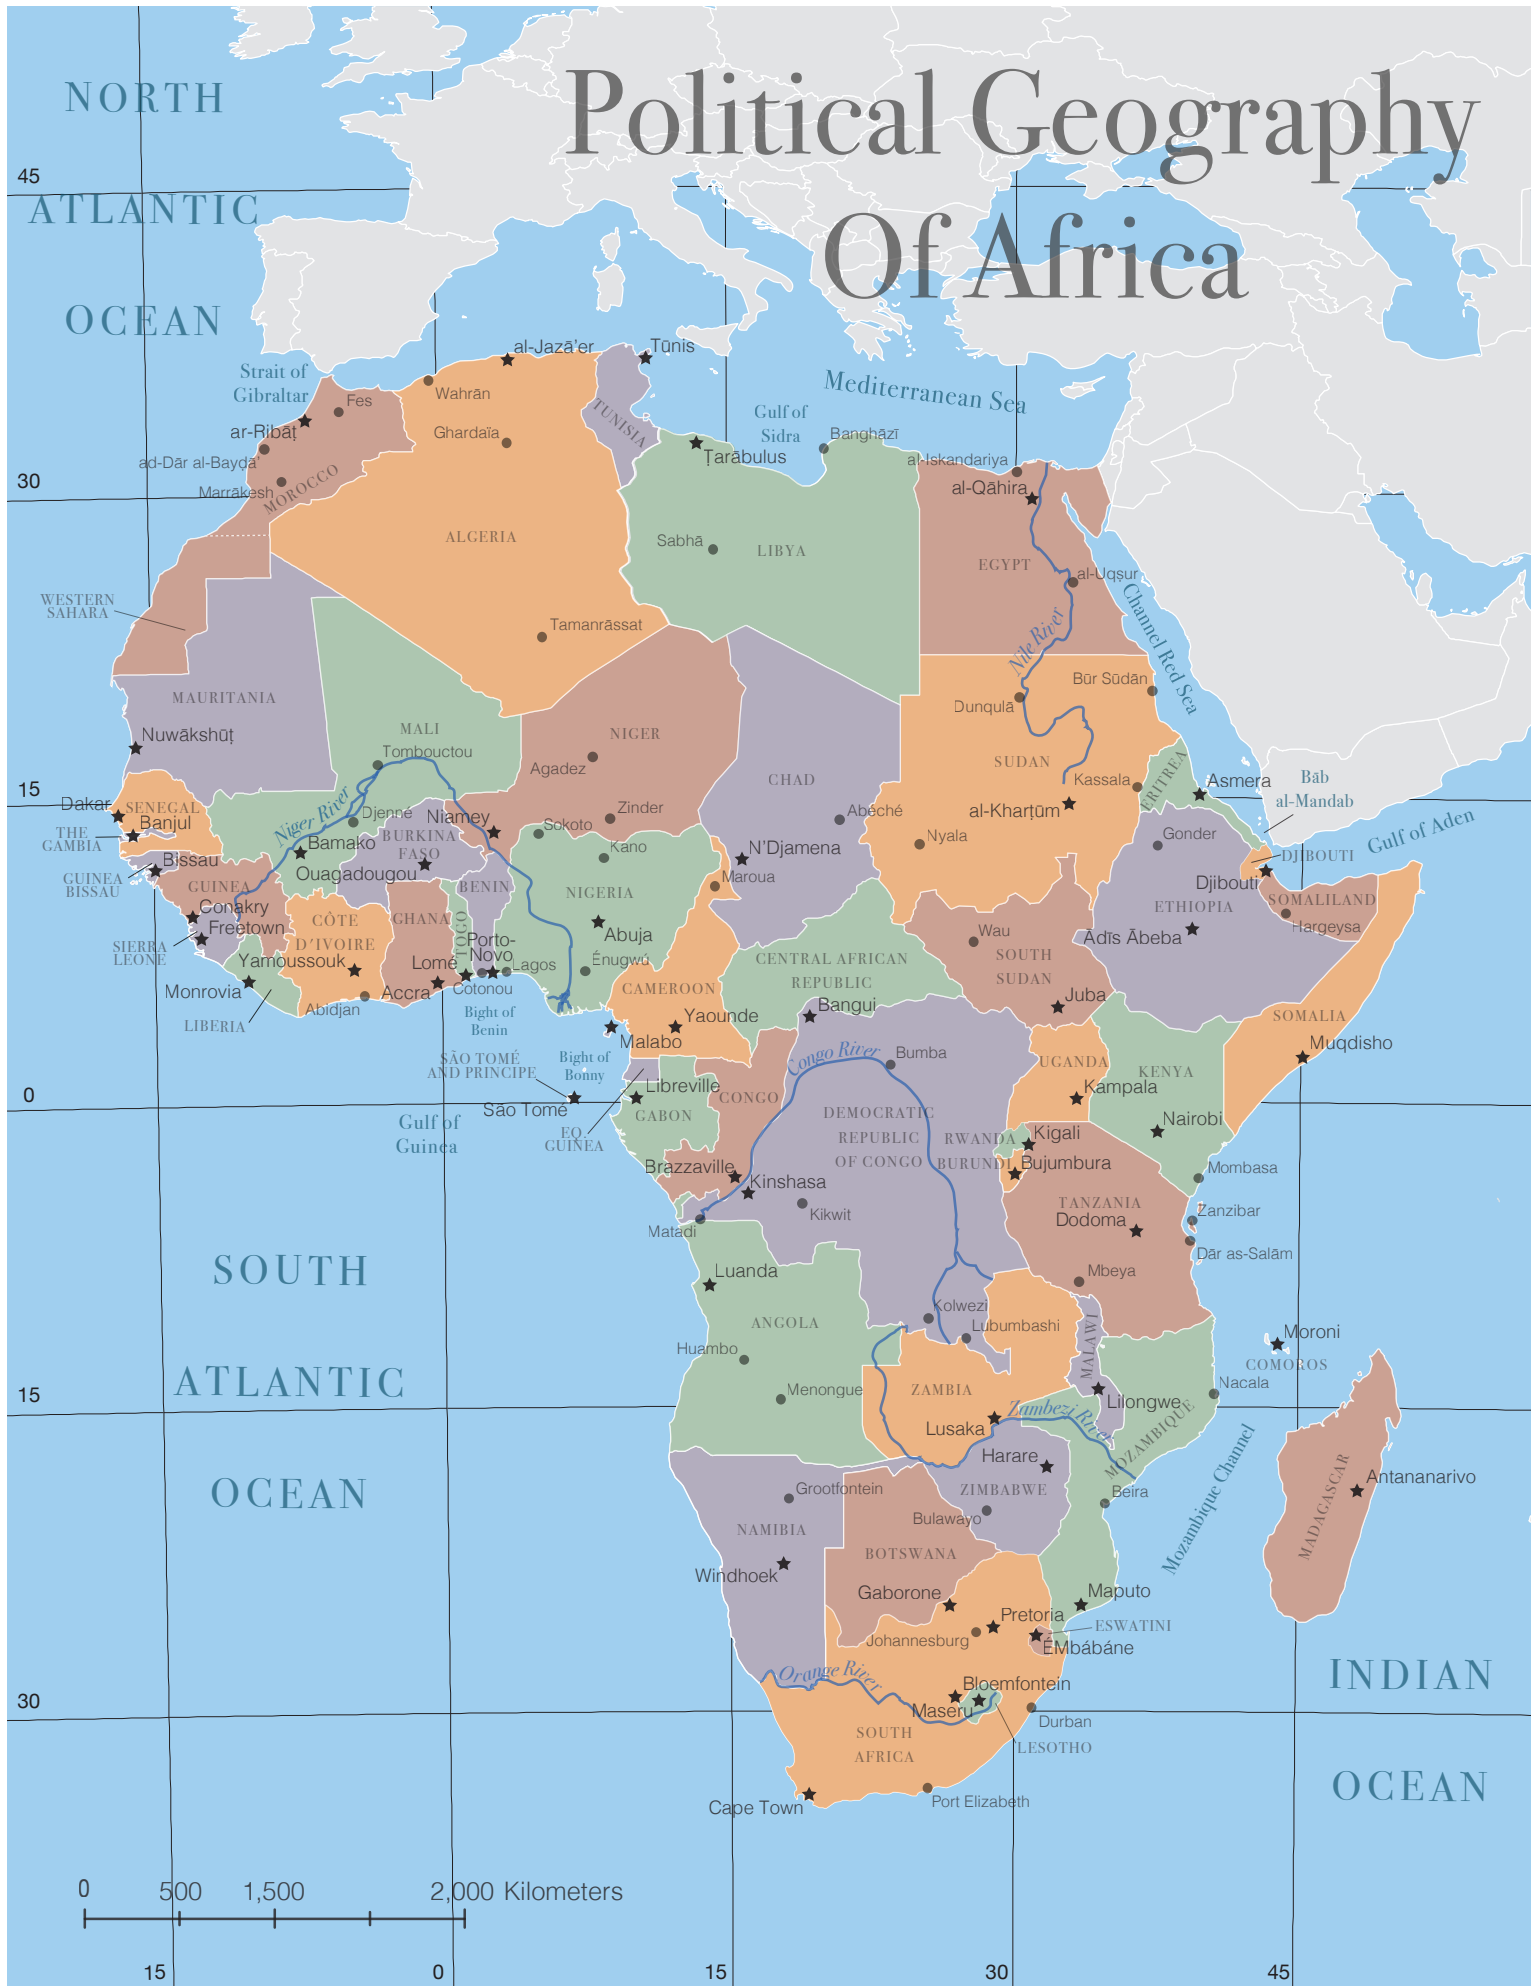 Political Geography
Of Africa
NORTH
ATLANTIC
OCEAN
45
30
15
0
15
30
Strait of
Gibraltar
Mediterranean Sea
Gulf of
Sidra
al-Jazā'er
Tūnis
Wahrān
Fes
ar-Ribāț
Ghardaïa
TUNISIA
Țarābulus
Banghāzī
ad-Dār al-Bayḍā'
Marrākesh
MOROCCO
al-Iskandariya
al-Qāhira
ALGERIA
Sabhā
LIBYA
EGYPT
al-Uqṣur
WESTERN
SAHARA
Tamanrāssat
Nile River
Channel Red Sea
MAURITANIA
Nuwākshūț
MALI
Tombouctou
NIGER
Agadez
CHAD
Dunqulā
Būr Sūdān
SUDAN
Kassala
ERITREA
Asmera
Bāb
al-Mandab
Dakar
SENEGAL
Banjul
THE
GAMBIA
Niger River
Djenné
Niamey
Zinder
Sokoto
Abéché
al-Kharțūm
Nyala
Gonder
Gulf of Aden
DJIBOUTI
Djibouti
Bissau
GUINEA
BISSAU
Bamako
BURKINA
FASO
Ouagadougou
Kano
N'Djamena
Maroua
GUINEA
Conakry
Freetown
SIERRA
LEONE
CÔTE
D'IVOIRE
GHANA
TOGO
BENIN
NIGERIA
Abuja
ETHIOPIA
SOMALILAND
Hargeysa
Ādīs Ābeba
Wau
SOUTH
SUDAN
Yamoussouk
Monrovia
LIBERIA
Abidjan
Accra
Lomé
Porto-
Novo
Cotonou
Lagos
Énugwú
CENTRAL AFRICAN
REPUBLIC
CAMEROON
Juba
SOMALIA
Bight of
Benin
Malabo
Yaounde
Bangui
Muqdisho
SÃO TOMÉ
AND PRINCIPE
Bight of
Bonny
São Tomé
Congo River
Bumba
UGANDA
Kampala
KENYA
Nairobi
Libreville
GABON
CONGO
EQ.
GUINEA
Gulf of
Guinea
DEMOCRATIC
REPUBLIC
OF CONGO
RWANDA
Kigali
BURUNDI
Bujumbura
Brazzaville
Kinshasa
Kikwit
Matadi
Mombasa
Zanzibar
TANZANIA
Dodoma
Dār as-Salām
Mbeya
SOUTH
ATLANTIC
OCEAN
Luanda
ANGOLA
Huambo
Menongue
Kolwezi
Lubumbashi
MALAWI
Moroni
COMOROS
Nacala
ZAMBIA
Lusaka
Lilongwe
Zambezi River
MOZAMBIQUE
Mozambique Channel
Harare
ZIMBABWE
Bulawayo
Beira
MADAGASCAR
Antananarivo
Grootfontein
NAMIBIA
Windhoek
BOTSWANA
Gaborone
Maputo
Pretoria
Johannesburg
ESWATINI
ÉMbábáne
Orange River
Bloemfontein
Maseru
Durban
LESOTHO
SOUTH
AFRICA
Cape Town
Port Elizabeth
INDIAN
OCEAN
0 500 1,500 2,000 Kilometers
15 0 15 30 45